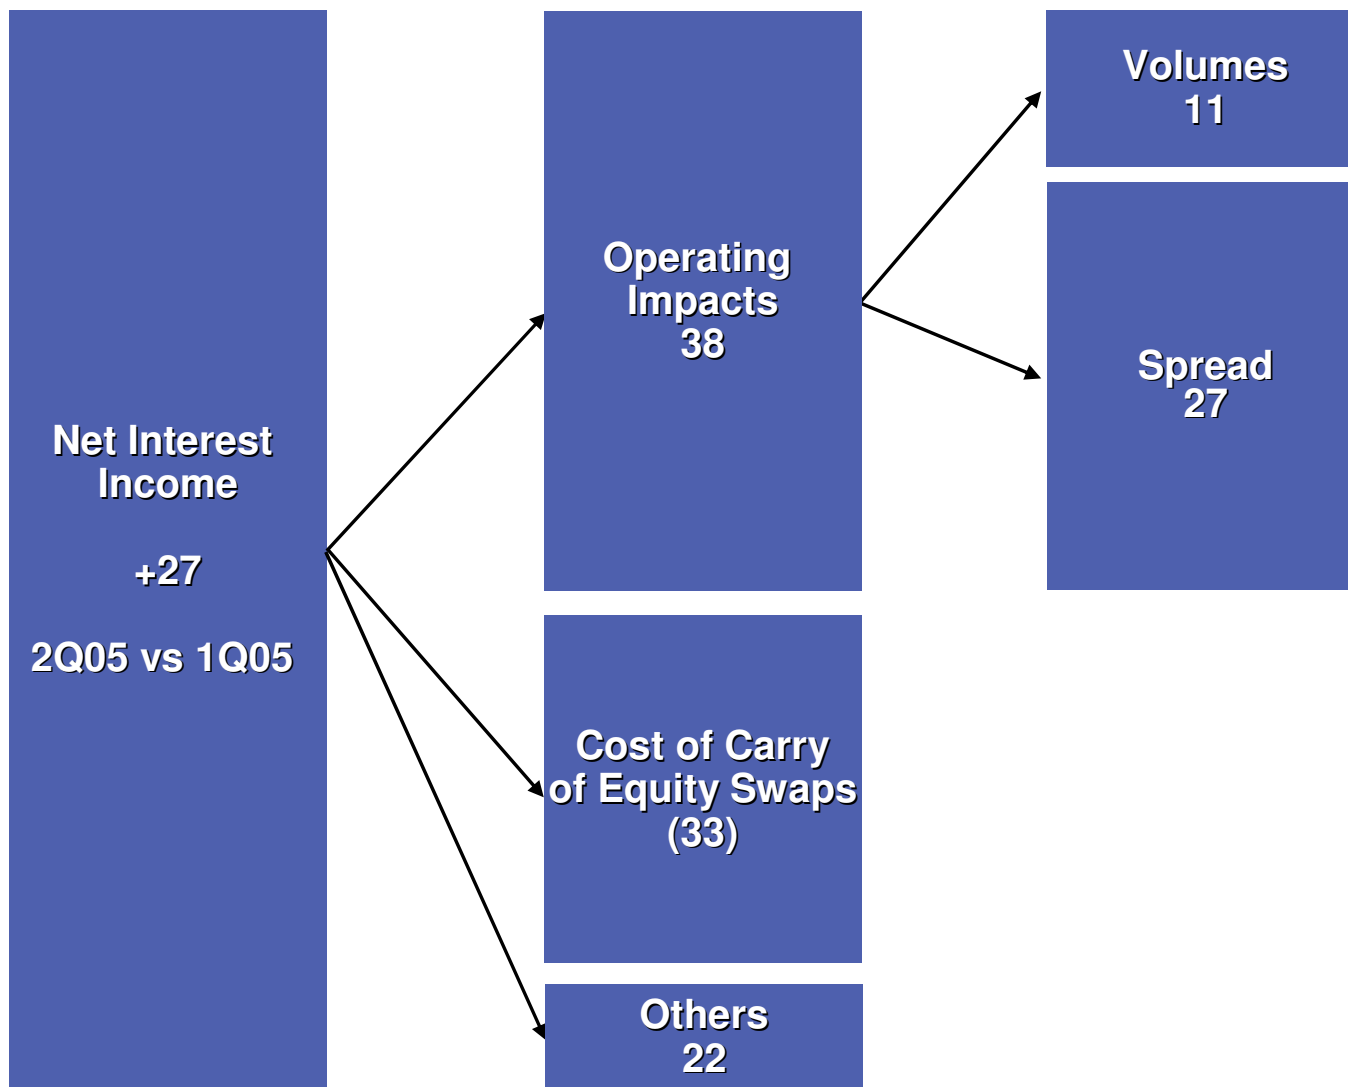 Net Interest
Income
+27
2Q05 vs 1Q05
Operating
Impacts
38
Cost of Carry
of Equity Swaps
(33)
Others
22
Volumes
11
Spread
27